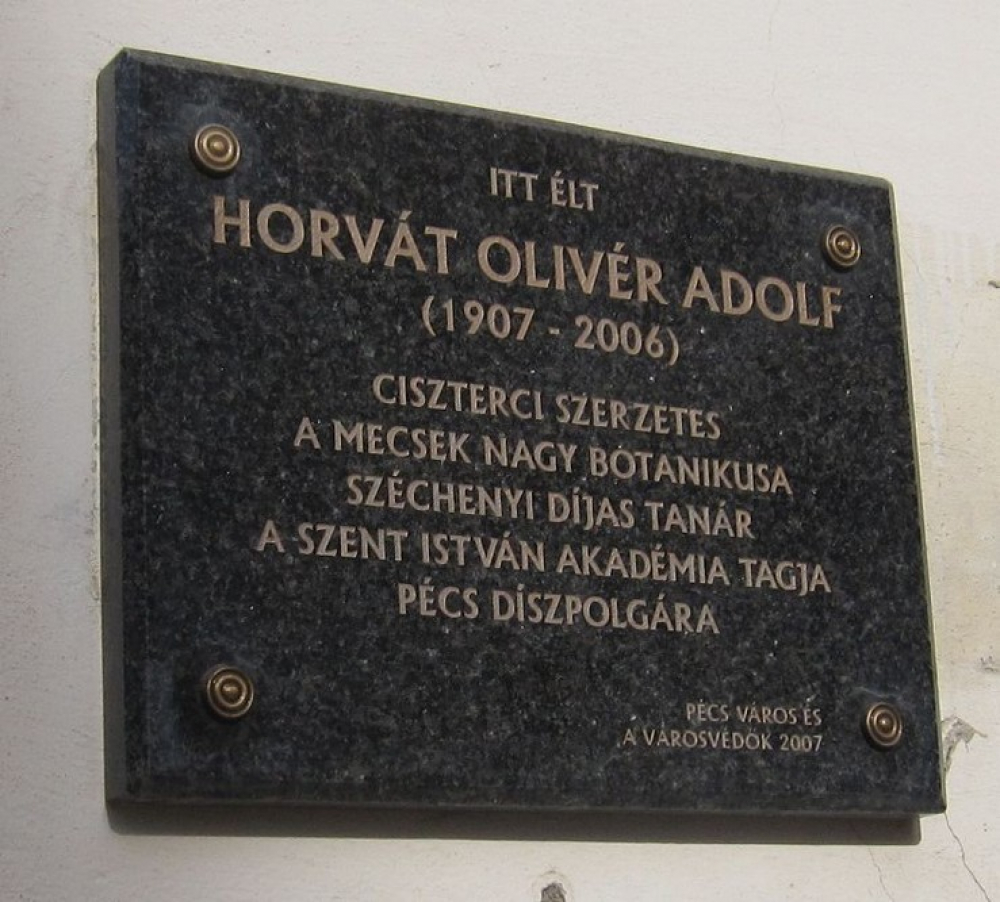 ITT ÉLT
HORVÁT OLIVÉR ADOLF
(1907 - 2006)
CISZTERCI SZERZETES
A MECSEK NAGY BOTANIKUSA
SZÉCHENYI DÍJAS TANÁR
A SZENT ISTVÁN AKADÉMIA TAGJA
PÉCS DÍSZPOLGÁRA
PÉCS VÁROS ÉS
A VÁROSVÉDŐK 2007